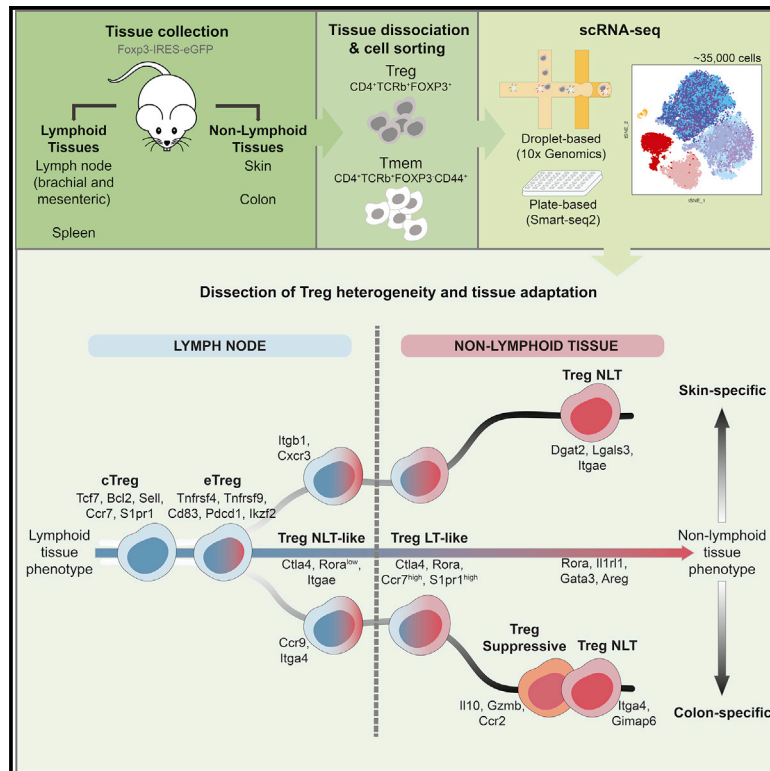 Tissue collection
Foxp3-IRES-eGFP
Lymphoid
Tissues
Lymph node
(brachial and
mesenteric)
Spleen
Non-Lymphoid
Tissues
Skin
Colon
Tissue dissociation
& cell sorting
Treg
CD4⁺TCRb⁺FOXP3⁺
Tmem
CD4⁺TCRb⁺FOXP3⁻CD44⁺
scRNA-seq
Droplet-based
(10x Genomics)
Plate-based
(Smart-seq2)
~35,000 cells
tSNE_2
tSNE_1
Dissection of Treg heterogeneity and tissue adaptation
LYMPH NODE
NON-LYMPHOID TISSUE
Lymphoid
tissue
phenotype
cTreg
Tcf7, Bcl2, Sell,
Ccr7, S1pr1
eTreg
Tnfrsf4, Tnfrsf9,
Cd83, Pdcd1, Ikzf2
Itgb1,
Cxcr3
Treg NLT-like
Ctla4, Rora^low,
Itgae
Ccr9,
Itga4
Treg LT-like
Ctla4, Rora,
Ccr7^high, S1pr1^high
Treg NLT
Dgat2, Lgals3,
Itgae
Rora, Il1rl1,
Gata3, Areg
Treg
Suppressive
Il10, Gzmb,
Ccr2
Treg NLT
Itga4,
Gimap6
Skin-specific
Non-lymphoid
tissue
phenotype
Colon-specific